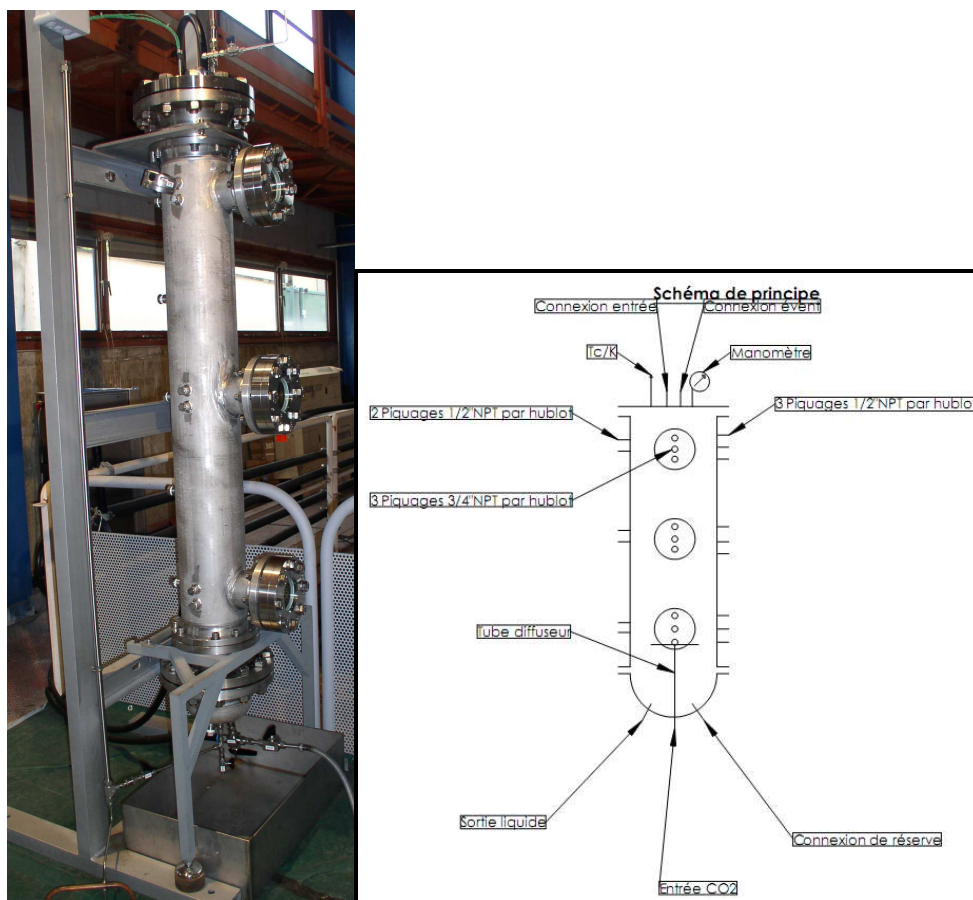 Schéma de principe
Connexion entrée
Connexion évent
Tc/K
Manomètre
2 Piquages 1/2"NPT par hublot
3 Piquages 1/2"NPT par hublot
3 Piquages 3/4"NPT par hublot
Tube diffuseur
Sortie liquide
Connexion de réserve
Entrée CO2